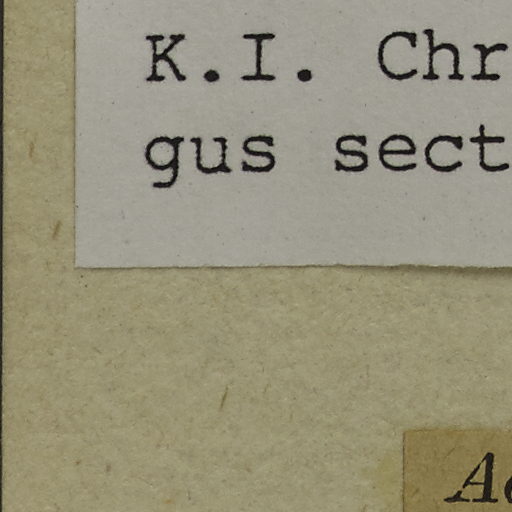 K.I. Chr
gus sect
A